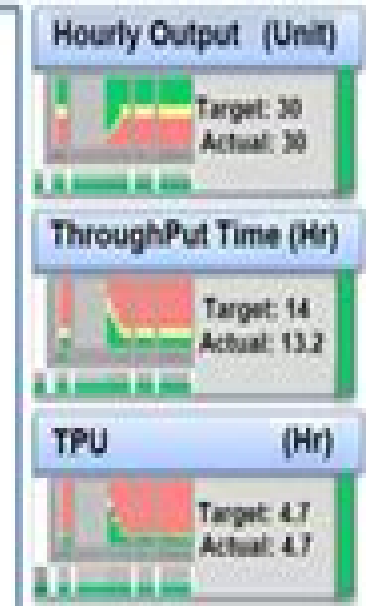 Hourly Output (Unit)
Target: 30
Actual: 30
ThroughPut Time (Hr)
Target: 14
Actual: 13.2
TPU (Hr)
Target: 4.7
Actual: 4.7